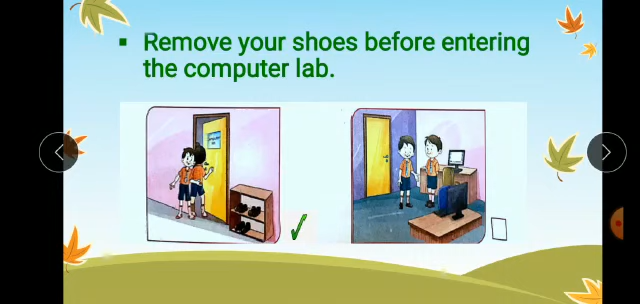 ▪ Remove your shoes before entering
the computer lab.